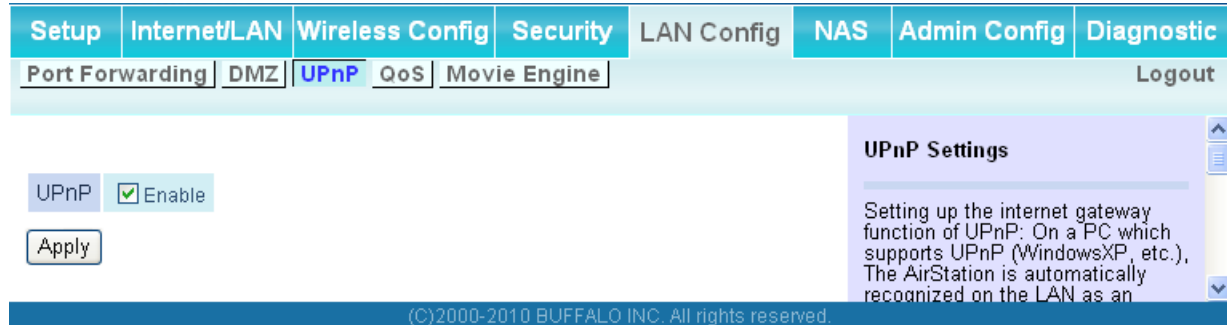 Setup Internet/LAN Wireless Config Security LAN Config NAS Admin Config Diagnostic
Port Forwarding DMZ UPnP QoS Movie Engine Logout
UPnP Enable
Apply
UPnP Settings
Setting up the internet gateway
function of UPnP: On a PC which
supports UPnP (WindowsXP, etc.),
The AirStation is automatically
recognized on the LAN as an
(C)2000-2010 BUFFALO INC. All rights reserved.